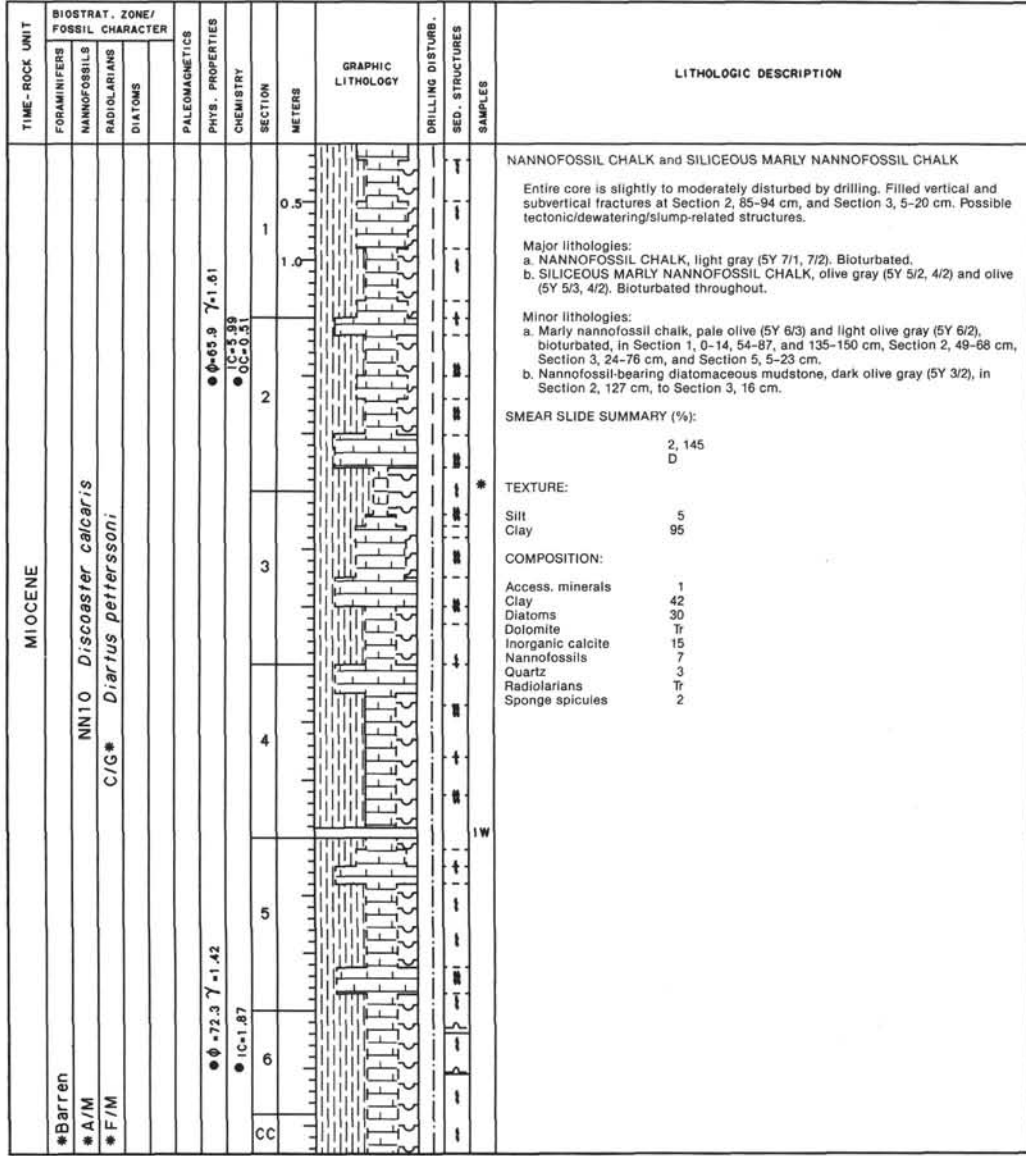 TIME-ROCK UNIT
BIOSTRAT. ZONE/
FOSSIL CHARACTER
FORAMINIFERS
NANNOFOSSILS
RADIOLARIANS
DIATOMS
PALEOMAGNETICS
PHYS. PROPERTIES
CHEMISTRY
SECTION
METERS
GRAPHIC
LITHOLOGY
DRILLING DISTURB.
SED. STRUCTURES
SAMPLES
LITHOLOGIC DESCRIPTION
MIOCENE
*Barren
*A/M
NN10 Discoaster calcaris
*F/M
C/G* Diartus petterssoni
●Φ=65.9 γ=1.61
●Φ=72.3 γ=1.42
●IC=5.99
OC=0.51
●IC=1.87
1
2
3
4
5
6
CC
0.5
1.0
*
IW
NANNOFOSSIL CHALK and SILICEOUS MARLY NANNOFOSSIL CHALK
Entire core is slightly to moderately disturbed by drilling. Filled vertical and
subvertical fractures at Section 2, 85-94 cm, and Section 3, 5-20 cm. Possible
tectonic/dewatering/slump-related structures.
Major lithologies:
a. NANNOFOSSIL CHALK, light gray (5Y 7/1, 7/2). Bioturbated.
b. SILICEOUS MARLY NANNOFOSSIL CHALK, olive gray (5Y 5/2, 4/2) and olive
(5Y 5/3, 4/2). Bioturbated throughout.
Minor lithologies:
a. Marly nannofossil chalk, pale olive (5Y 6/3) and light olive gray (5Y 6/2),
bioturbated, in Section 1, 0-14, 54-87, and 135-150 cm, Section 2, 49-68 cm,
Section 3, 24-76 cm, and Section 5, 5-23 cm.
b. Nannofossil-bearing diatomaceous mudstone, dark olive gray (5Y 3/2), in
Section 2, 127 cm, to Section 3, 16 cm.
SMEAR SLIDE SUMMARY (%):
2, 145
D
TEXTURE:
Silt 5
Clay 95
COMPOSITION:
Access. minerals 1
Clay 42
Diatoms 30
Dolomite Tr
Inorganic calcite 15
Nannofossils 7
Quartz 3
Radiolarians Tr
Sponge spicules 2